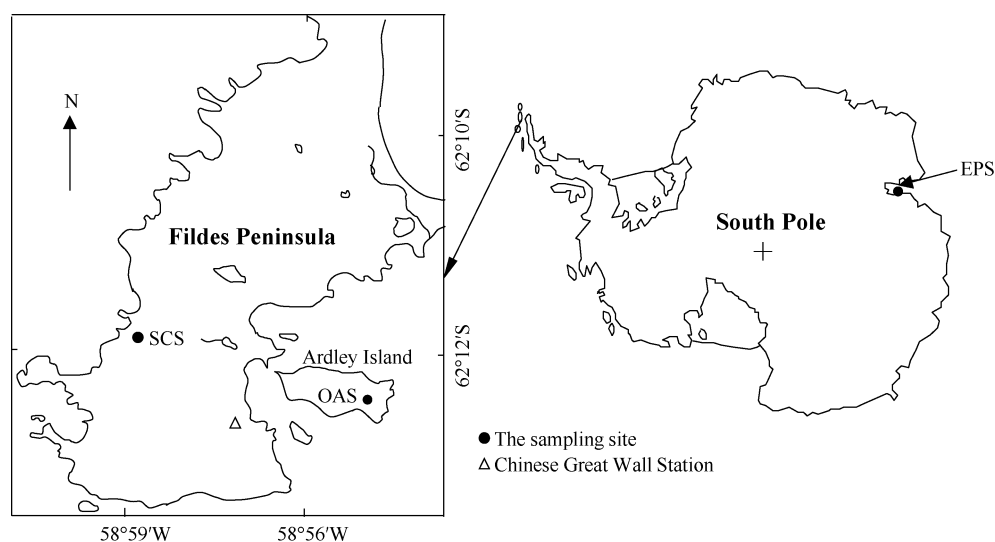 N
Fildes Peninsula
SCS
Ardley Island
OAS
62°10′S
62°12′S
58°59′W
58°56′W
EPS
South Pole
The sampling site
Chinese Great Wall Station